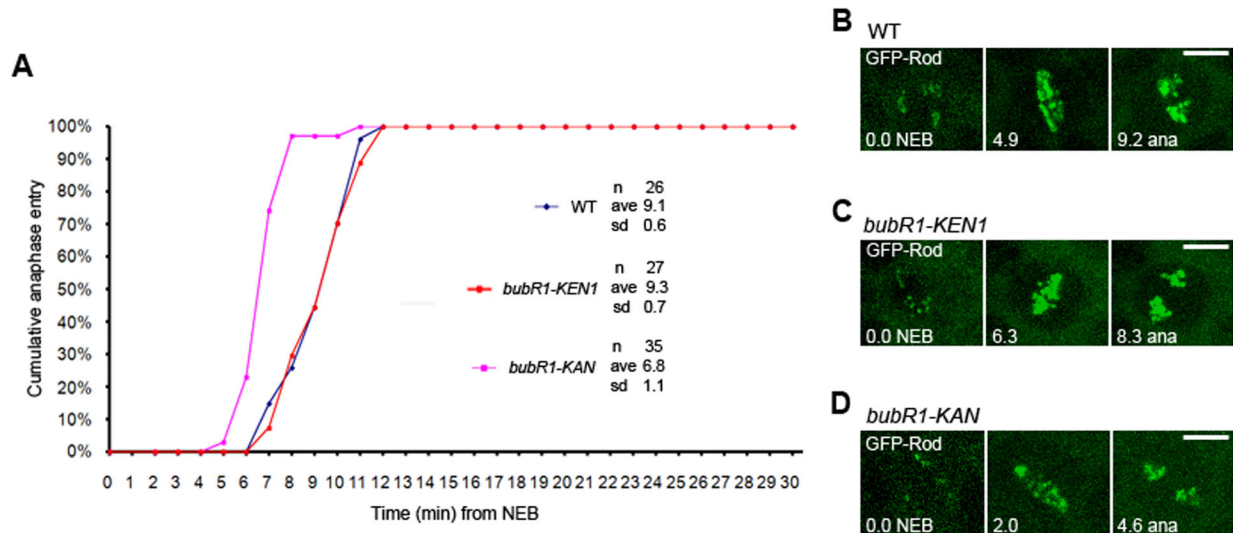 A
100%
90%
80%
70%
60%
50%
40%
30%
20%
10%
0%
Cumulative anaphase entry
0 1 2 3 4 5 6 7 8 9 10 11 12 13 14 15 16 17 18 19 20 21 22 23 24 25 26 27 28 29 30
Time (min) from NEB
n 26
WT ave 9.1
sd 0.6
n 27
bubR1-KEN1 ave 9.3
sd 0.7
n 35
bubR1-KAN ave 6.8
sd 1.1
B
WT
GFP-Rod
0.0 NEB 4.9 9.2 ana
C
bubR1-KEN1
GFP-Rod
0.0 NEB 6.3 8.3 ana
D
bubR1-KAN
GFP-Rod
0.0 NEB 2.0 4.6 ana